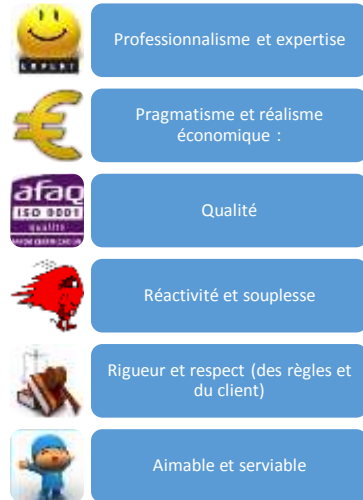 EXPERT
Professionnalisme et expertise
Pragmatisme et réalisme
économique :
afaq
ISO 9001
qualité
Qualité
Réactivité et souplesse
Rigueur et respect (des règles et
du client)
Aimable et serviable